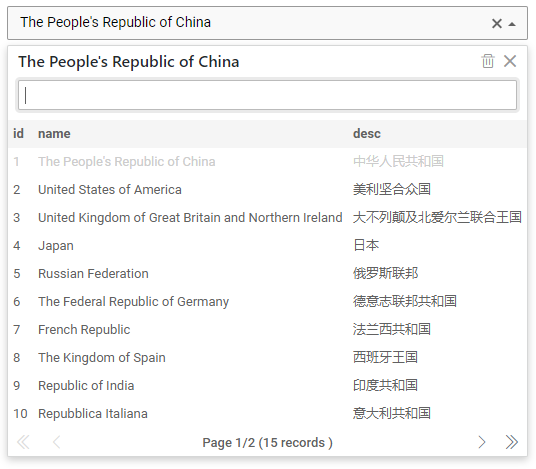 The People's Republic of China
The People's Republic of China
id name desc
1 The People's Republic of China 中华人民共和国
2 United States of America 美利坚合众国
3 United Kingdom of Great Britain and Northern Ireland 大不列颠及北爱尔兰联合王国
4 Japan 日本
5 Russian Federation 俄罗斯联邦
6 The Federal Republic of Germany 德意志联邦共和国
7 French Republic 法兰西共和国
8 The Kingdom of Spain 西班牙王国
9 Republic of India 印度共和国
10 Repubblica Italiana 意大利共和国
Page 1/2 (15 records )